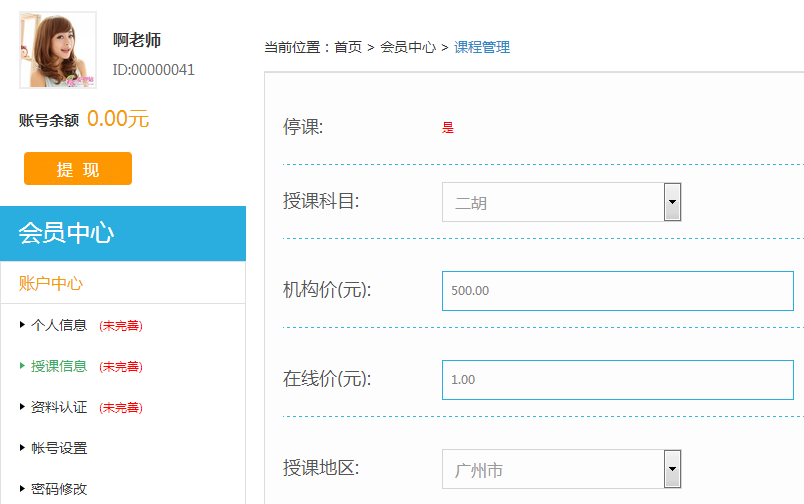 啊老师
ID:00000041
账号余额 0.00元
提 现
会员中心
账户中心
个人信息 (未完善)
授课信息 (未完善)
资料认证 (未完善)
帐号设置
密码修改
当前位置：首页 > 会员中心 > 课程管理
停课: 是
授课科目: 二胡
机构价(元): 500.00
在线价(元): 1.00
授课地区: 广州市